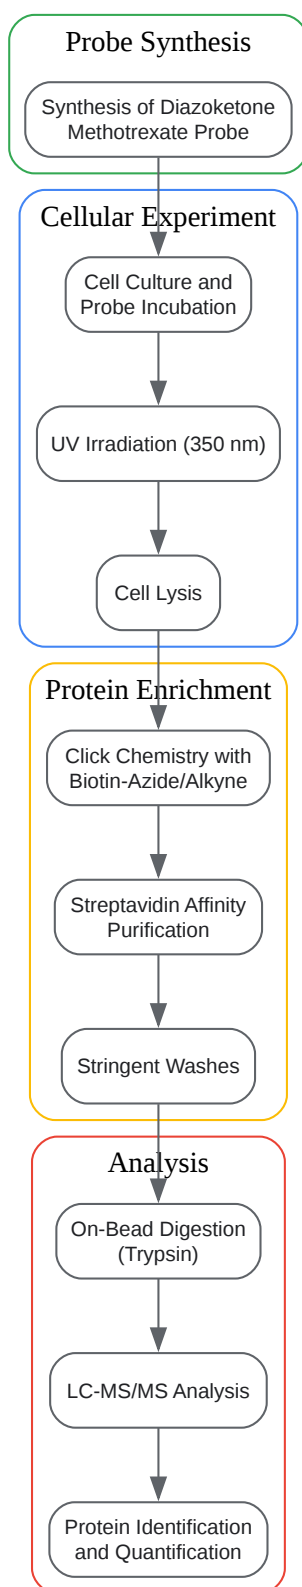 Probe Synthesis
Synthesis of Diazoketone
Methotrexate Probe
Cellular Experiment
Cell Culture and
Probe Incubation
UV Irradiation (350 nm)
Cell Lysis
Protein Enrichment
Click Chemistry with
Biotin-Azide/Alkyne
Streptavidin Affinity
Purification
Stringent Washes
Analysis
On-Bead Digestion
(Trypsin)
LC-MS/MS Analysis
Protein Identification
and Quantification